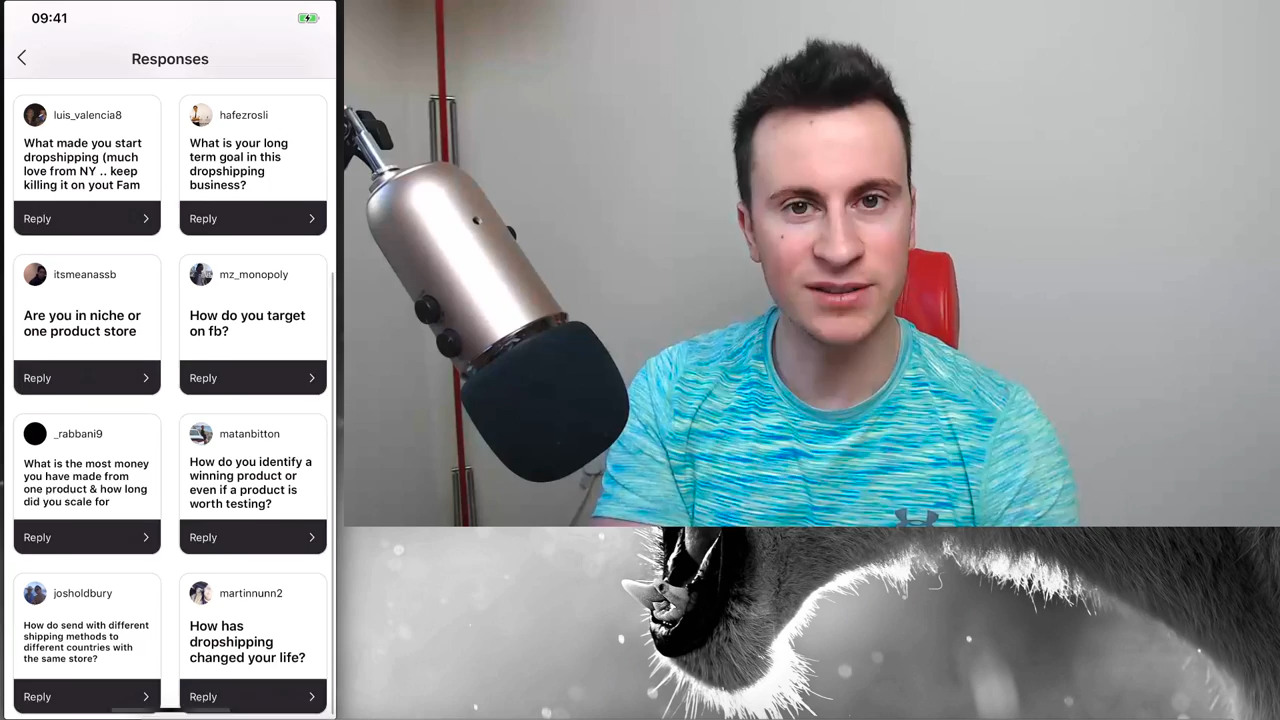 09:41
Responses
luis_valencia8
What made you start
dropshipping (much
love from NY .. keep
killing it on yout Fam
Reply
hafezrosli
What is your long
term goal in this
dropshipping
business?
Reply
itsmeanassb
Are you in niche or
one product store
Reply
mz_monopoly
How do you target
on fb?
Reply
_rabbani9
What is the most money
you have made from
one product & how long
did you scale for
Reply
matanbitton
How do you identify a
winning product or
even if a product is
worth testing?
Reply
josholdbury
How do send with different
shipping methods to
different countries with
the same store?
Reply
martinnunn2
How has
dropshipping
changed your life?
Reply